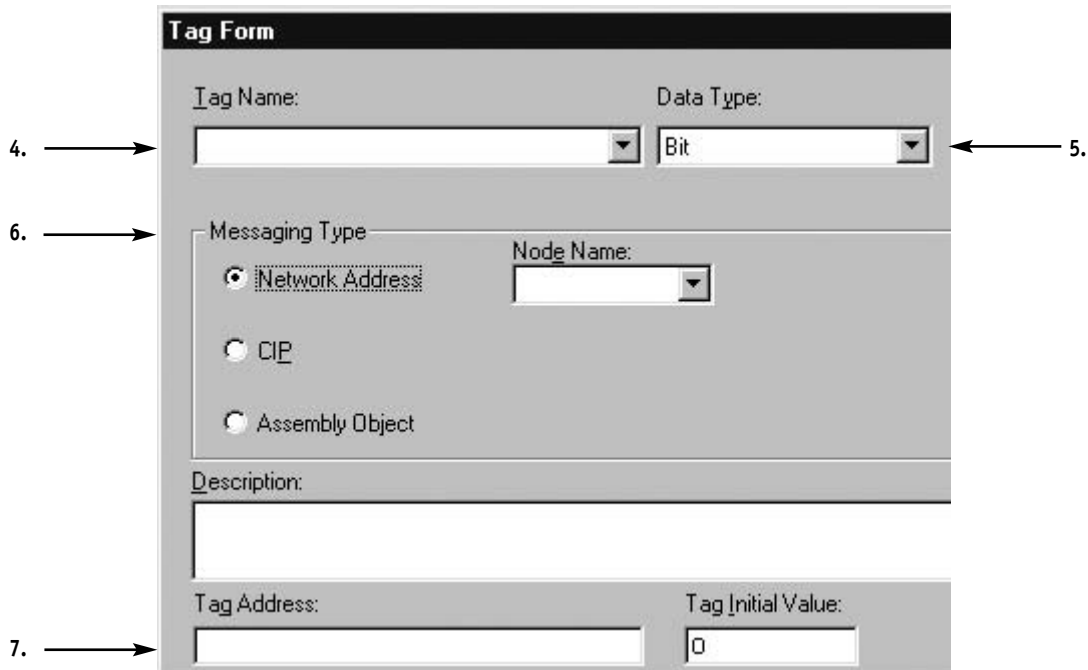 Tag Form
Tag Name: Data Type:
4. Bit 5.
6. Messaging Type
Node Name:
Network Address
CIP
Assembly Object
Description:
Tag Address: Tag Initial Value:
7. 0